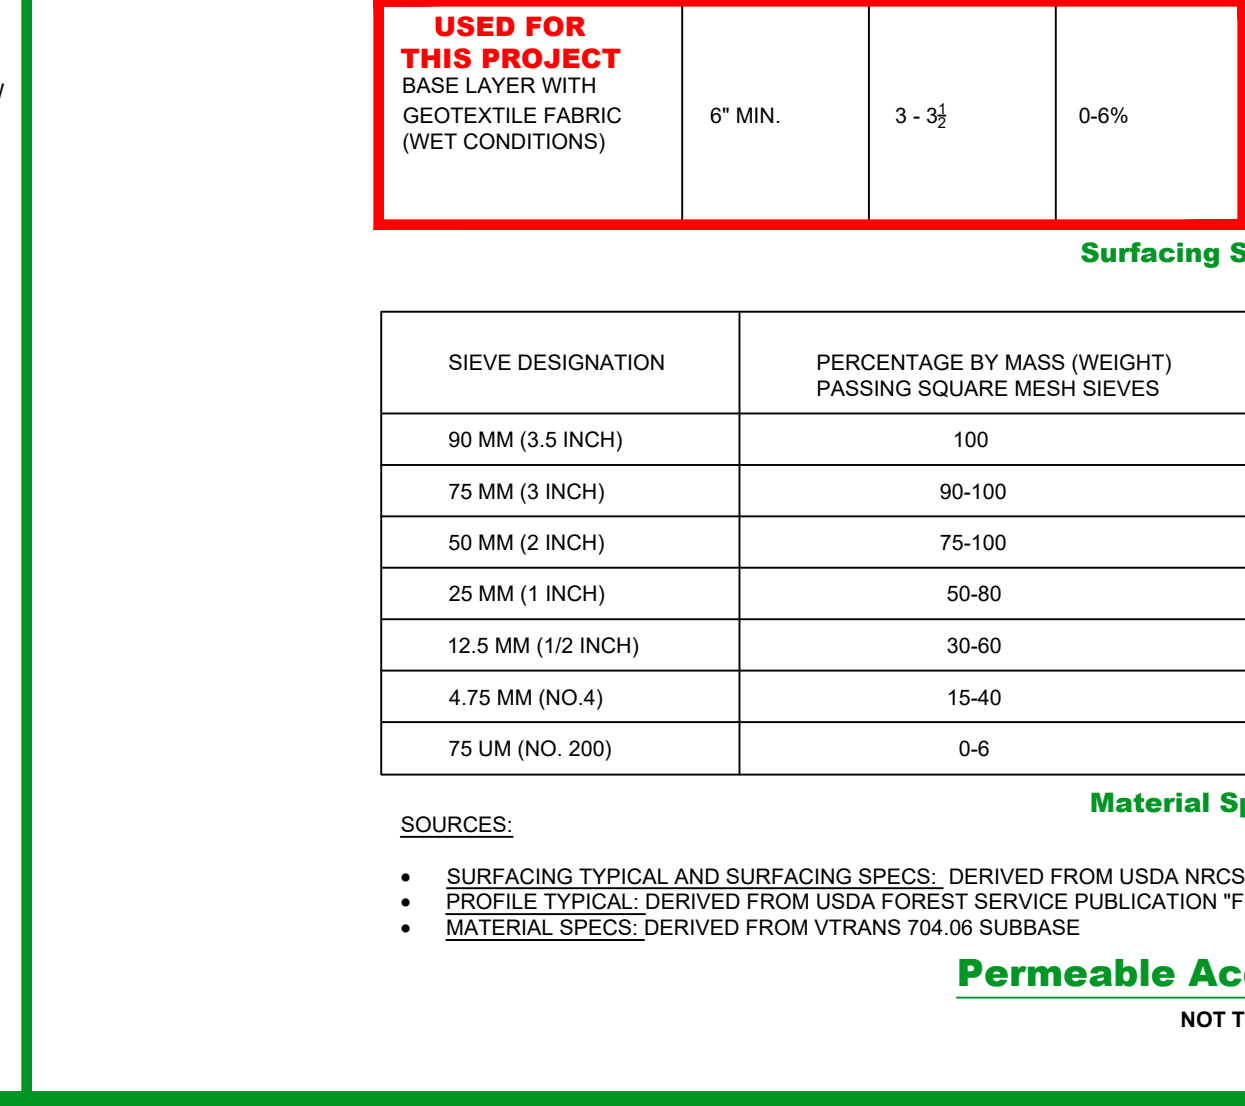 USED FOR
THIS PROJECT
BASE LAYER WITH
GEOTEXTILE FABRIC
(WET CONDITIONS)
6" MIN.
3 - 3½
0-6%
Surfacing S
SIEVE DESIGNATION
PERCENTAGE BY MASS (WEIGHT)
PASSING SQUARE MESH SIEVES
90 MM (3.5 INCH) 100
75 MM (3 INCH) 90-100
50 MM (2 INCH) 75-100
25 MM (1 INCH) 50-80
12.5 MM (1/2 INCH) 30-60
4.75 MM (NO.4) 15-40
75 UM (NO. 200) 0-6
Material Sp
SOURCES:
• SURFACING TYPICAL AND SURFACING SPECS: DERIVED FROM USDA NRCS
• PROFILE TYPICAL: DERIVED FROM USDA FOREST SERVICE PUBLICATION "F
• MATERIAL SPECS: DERIVED FROM VTRANS 704.06 SUBBASE
Permeable Acc
NOT T